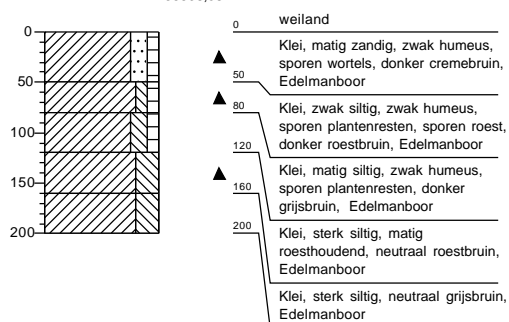 0
50
100
150
200
0
weiland
Klei, matig zandig, zwak humeus,
sporen wortels, donker cremebruin,
Edelmanboor
50
Klei, zwak siltig, zwak humeus,
sporen plantenresten, sporen roest,
donker roestbruin, Edelmanboor
80
Klei, matig siltig, zwak humeus,
sporen plantenresten, donker
grijsbruin, Edelmanboor
120
Klei, sterk siltig, matig
roesthoudend, neutraal roestbruin,
Edelmanboor
160
Klei, sterk siltig, neutraal grijsbruin,
Edelmanboor
200